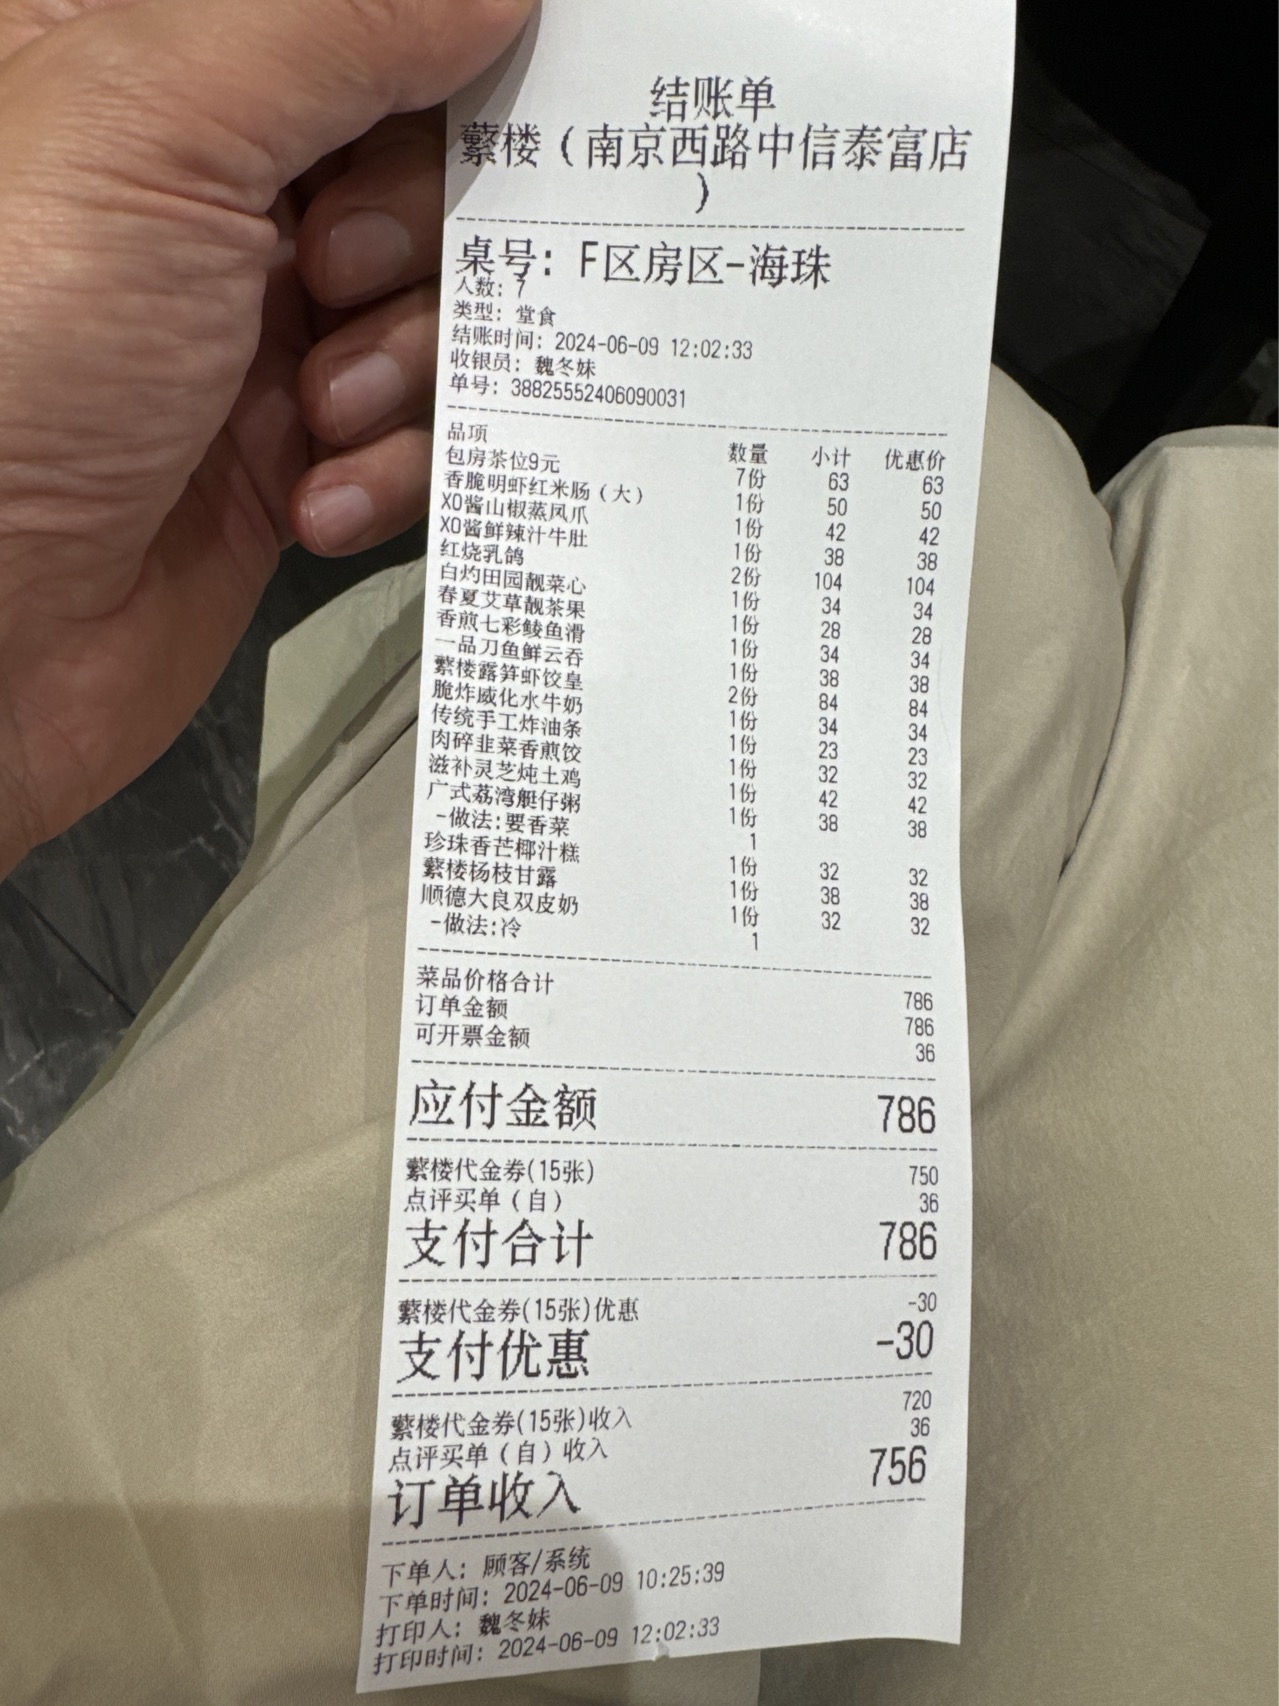 结账单
蘩楼（南京西路中信泰富店
）
桌号: F区房区-海珠
人数: 7
类型: 堂食
结账时间: 2024-06-09 12:02:33
收银员: 魏冬妹
单号: 38825552406090031
品项 数量 小计 优惠价
包房茶位9元 7份 63 63
香脆明虾红米肠（大） 1份 50 50
XO酱山椒蒸凤爪 1份 42 42
XO酱鲜辣汁牛肚 1份 38 38
红烧乳鸽 2份 104 104
白灼田园靓菜心 1份 34 34
春夏艾草靓茶果 1份 28 28
香煎七彩鲮鱼滑 1份 34 34
一品刀鱼鲜云吞 1份 38 38
蘩楼露笋虾饺皇 2份 84 84
脆炸威化水牛奶 1份 34 34
传统手工炸油条 1份 23 23
肉碎韭菜香煎饺 1份 32 32
滋补灵芝炖土鸡 1份 42 42
广式荔湾艇仔粥 1份 38 38
-做法:要香菜 1
珍珠香芒椰汁糕 1份 32 32
蘩楼杨枝甘露 1份 38 38
顺德大良双皮奶 1份 32 32
-做法:冷 1
菜品价格合计 786
订单金额 786
可开票金额 36
应付金额 786
蘩楼代金券(15张) 750
点评买单（自） 36
支付合计 786
蘩楼代金券(15张)优惠 -30
支付优惠 -30
蘩楼代金券(15张)收入 720
点评买单（自）收入 36
订单收入 756
下单人: 顾客/系统
下单时间: 2024-06-09 10:25:39
打印人: 魏冬妹
打印时间: 2024-06-09 12:02:33